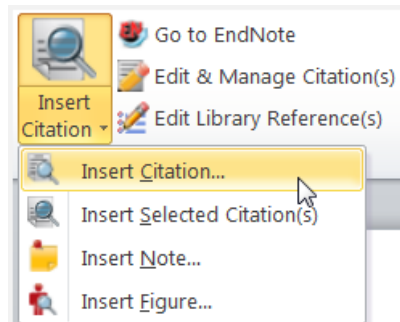 Go to EndNote
Edit & Manage Citation(s)
Edit Library Reference(s)
Insert
Citation
Insert Citation...
Insert Selected Citation(s)
Insert Note...
Insert Figure...